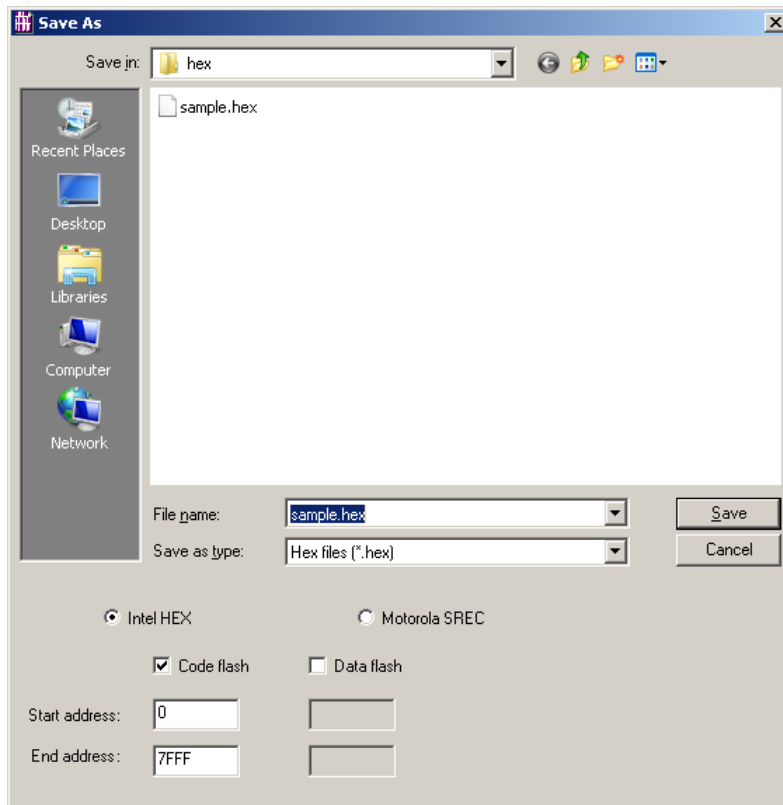 Save As
Save in: hex
sample.hex
Recent Places
Desktop
Libraries
Computer
Network
File name: sample.hex Save
Save as type: Hex files (*.hex) Cancel
Intel HEX Motorola SREC
Code flash Data flash
Start address: 0
End address: 7FFF